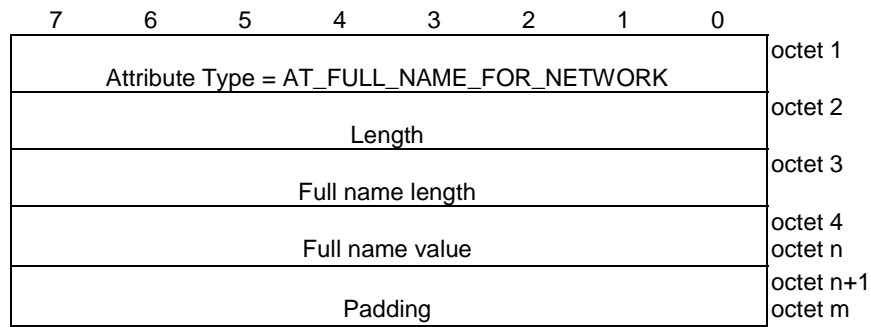 7 6 5 4 3 2 1 0
octet 1
Attribute Type = AT_FULL_NAME_FOR_NETWORK
octet 2
Length
octet 3
Full name length
octet 4
Full name value octet n
octet n+1
Padding octet m